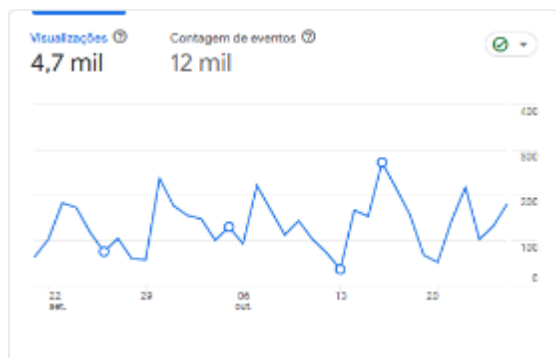 Visualizações
4,7 mil
Contagem de eventos
12 mil
400
300
200
100
0
22
set.
29
06
out.
13
20